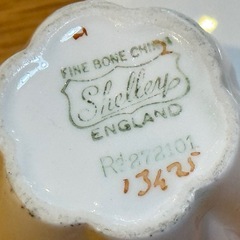 FINE BONE CHINA
Shelley
ENGLAND
Rd 272101
13425